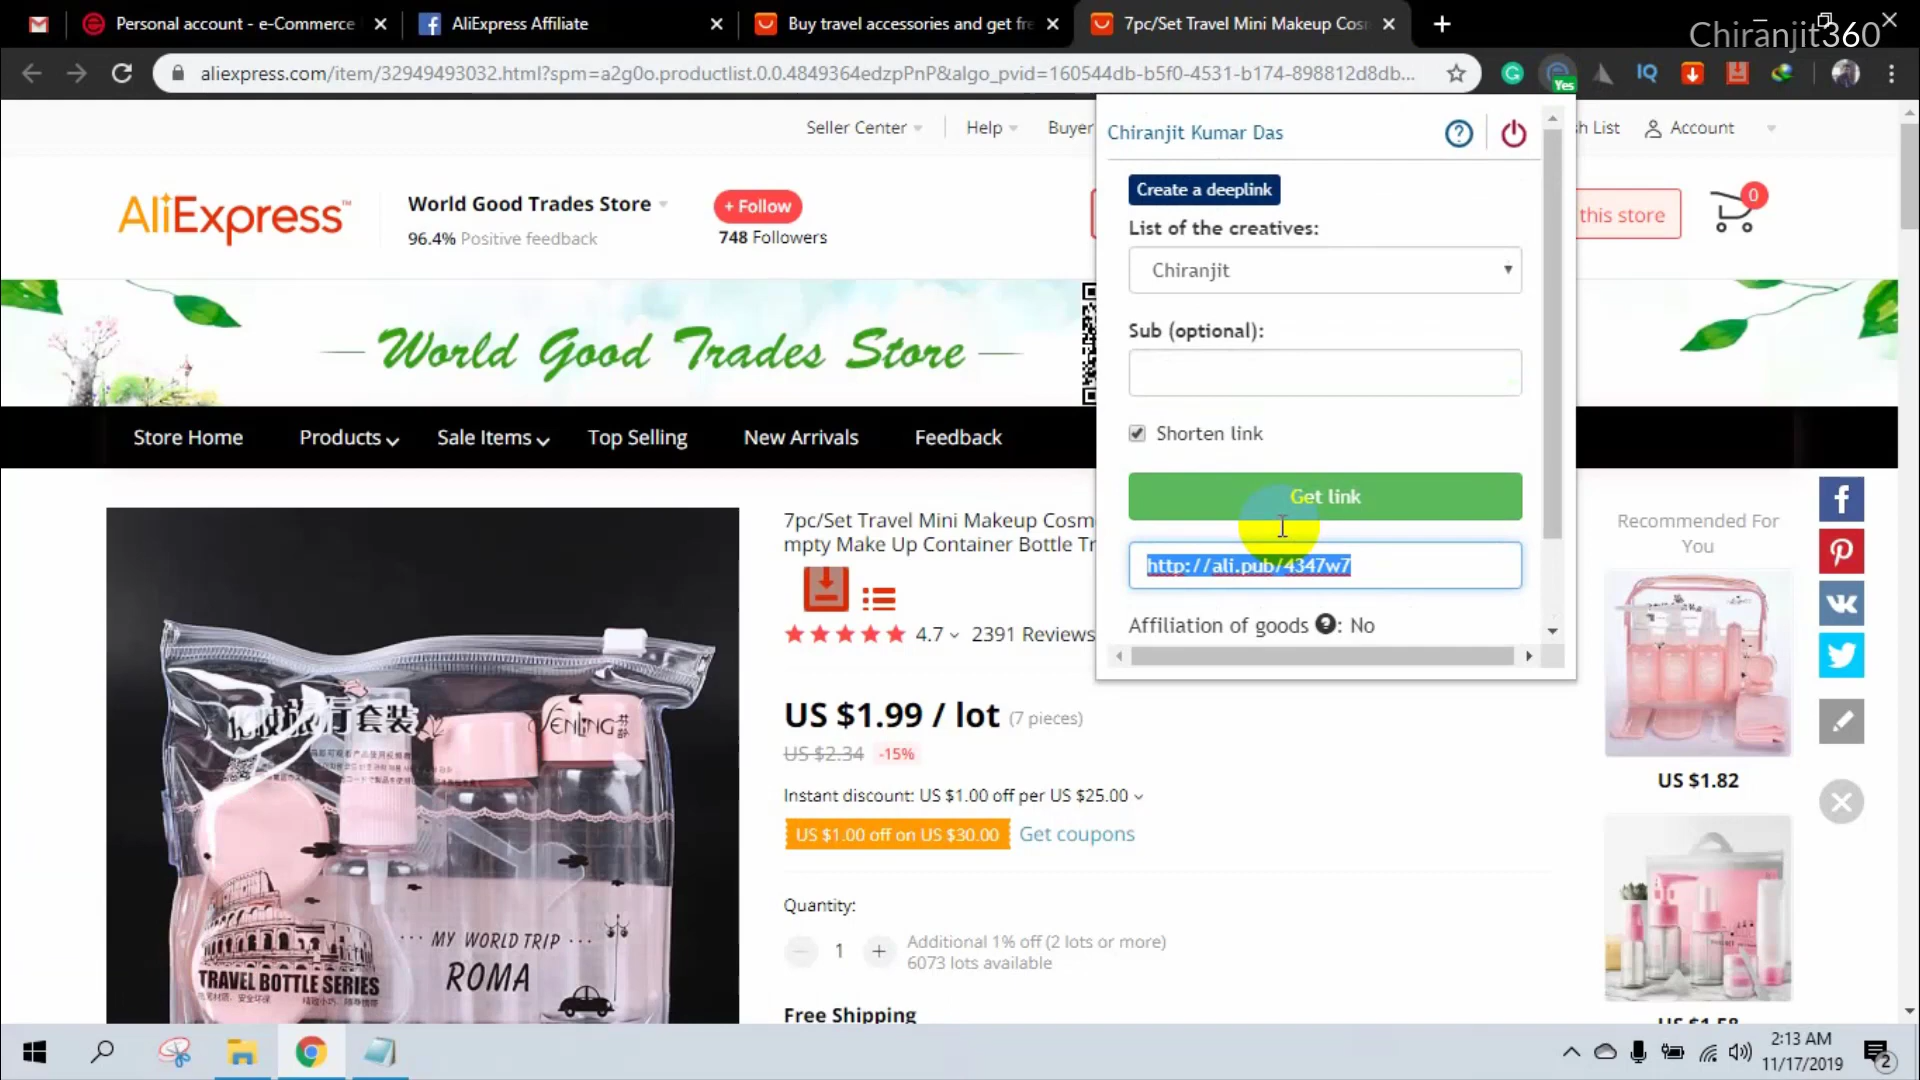 Personal account - e-Commerce
AliExpress Affiliate
Buy travel accessories and get fre
7pc/Set Travel Mini Makeup Cos
Chiranjit360
aliexpress.com/item/32949493032.html?spm=a2g0o.productlist.0.0.4849364edzpPnP&algo_pvid=160544db-b5f0-4531-b174-898812d8db...
IQ
Yes
Seller Center
Help
Buyer
sh List
Account
Chiranjit Kumar Das
AliExpress™
World Good Trades Store
96.4% Positive feedback
+ Follow
748 Followers
this store
0
Create a deeplink
List of the creatives:
Chiranjit
Sub (optional):
Shorten link
Get link
http://ali.pub/4347w7
Affiliation of goods ?: No
World Good Trades Store
Store Home
Products
Sale Items
Top Selling
New Arrivals
Feedback
7pc/Set Travel Mini Makeup Cosm
mpty Make Up Container Bottle Tr
4.7
2391 Reviews
US $1.99 / lot (7 pieces)
US $2.34 -15%
Instant discount: US $1.00 off per US $25.00
US $1.00 off on US $30.00
Get coupons
Quantity:
1
Additional 1% off (2 lots or more)
6073 lots available
Free Shipping
··· MY WORLD TRIP ···
ROMA
TRAVEL BOTTLE SERIES
Recommended For
You
US $1.82
2:13 AM
11/17/2019
2